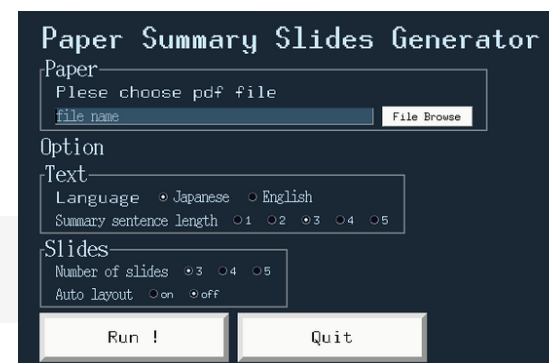 Paper Summary Slides Generator
Paper
Plese choose pdf file
file name File Browse
Option
Text
Language Japanese English
Summary sentence length 1 2 3 4 5
Slides
Number of slides 3 4 5
Auto layout on off
Run ! Quit